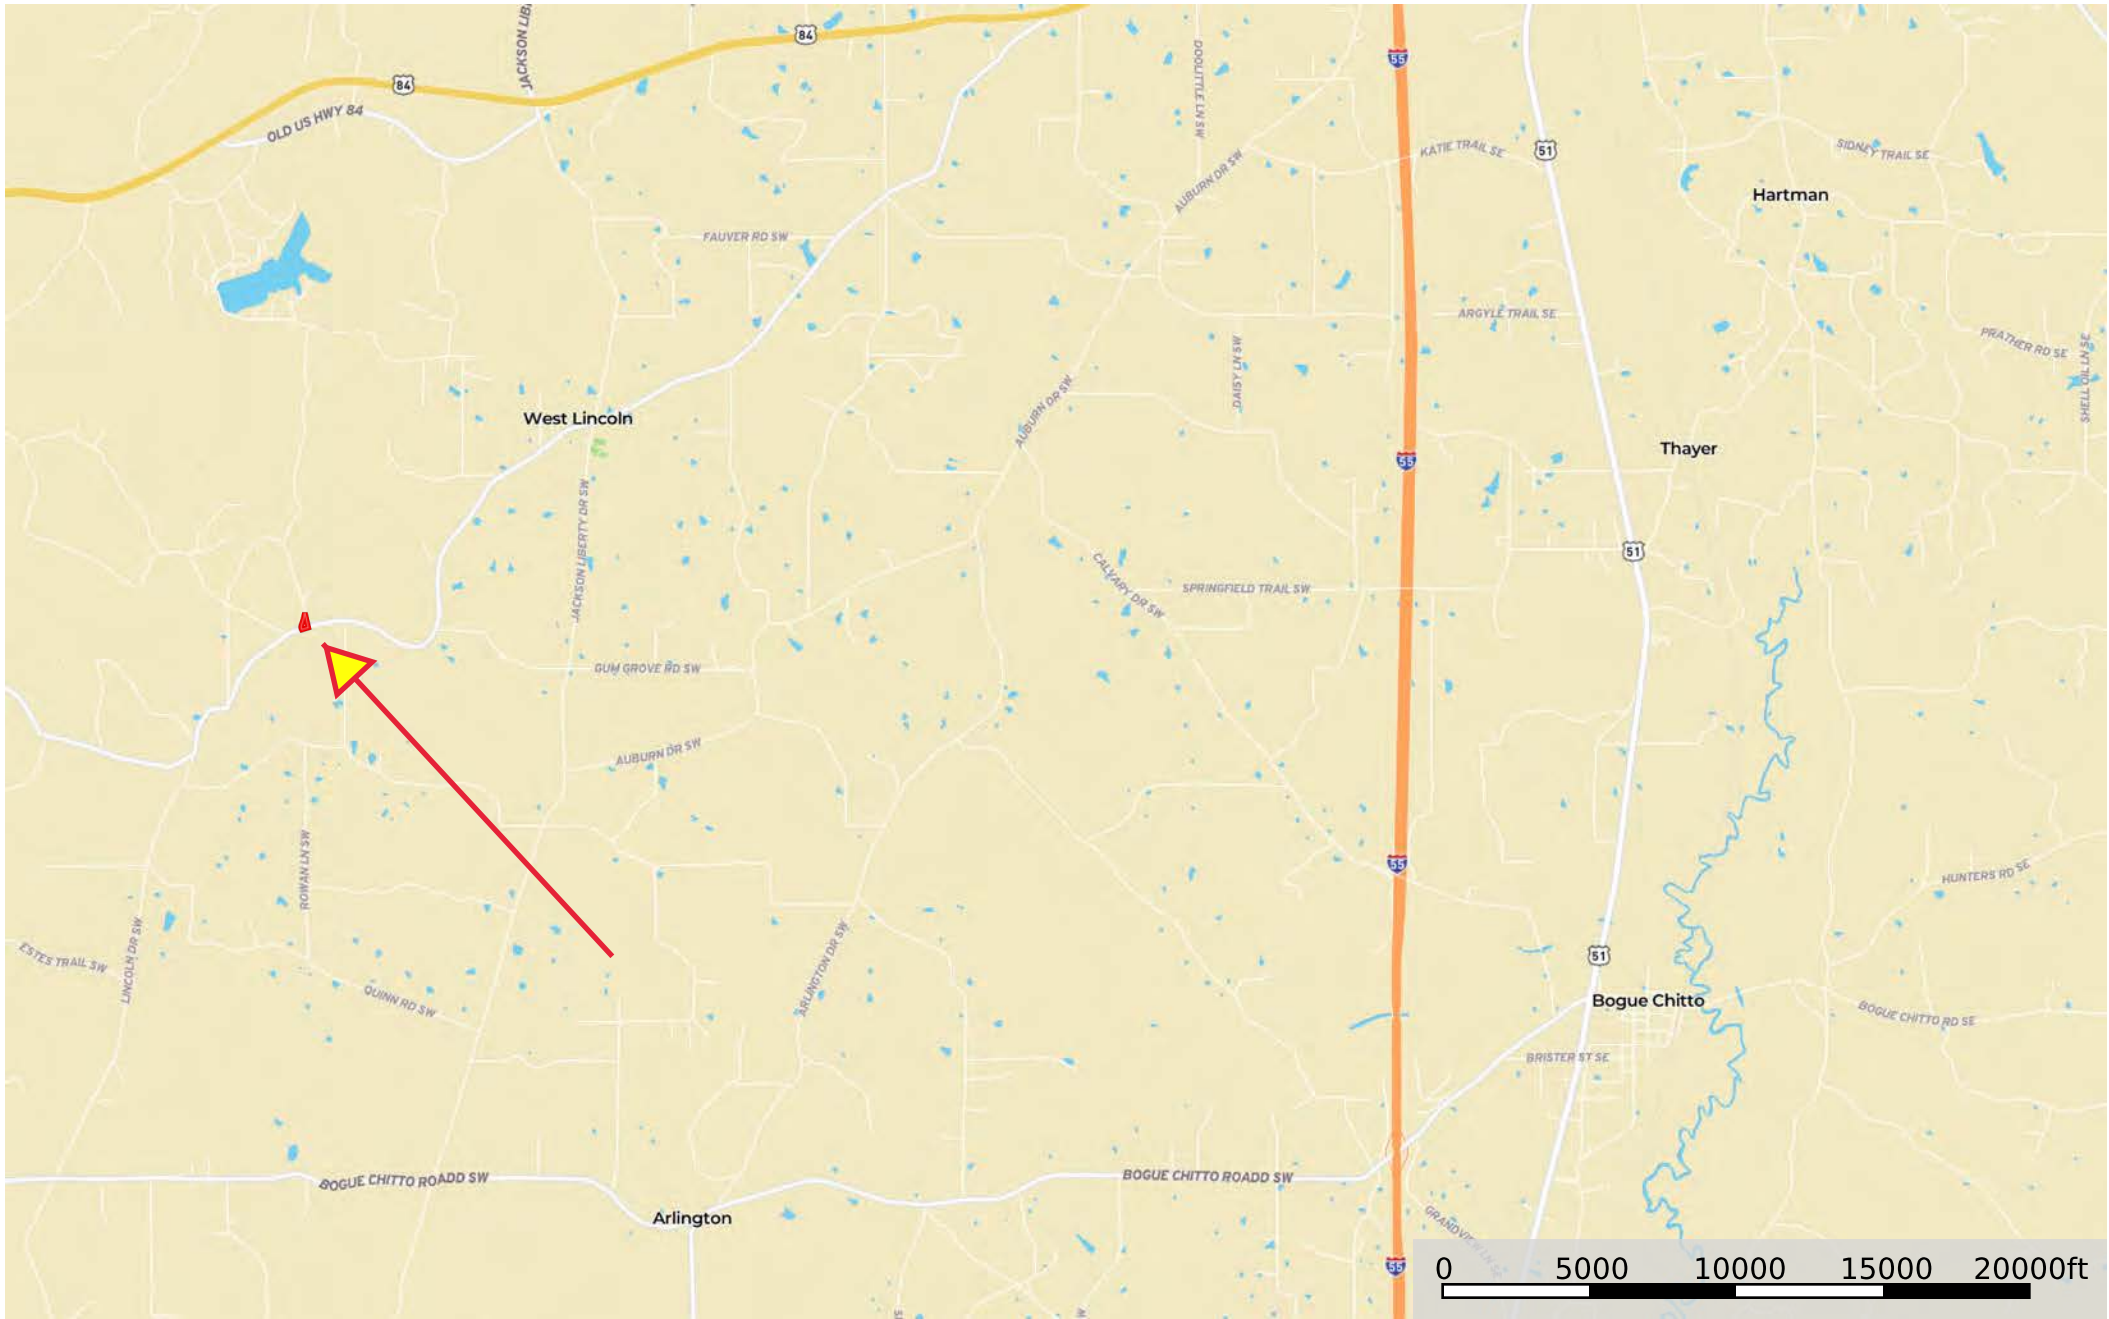 JACKSON LIB
84
55
84
OLD US HWY 84
DOOLITTLE LN SW
KATIE TRAIL SE
51
SIDNEY TRAIL SE
AUBURN DR SW
Hartman
FAUVER RD SW
ARGYLE TRAIL SE
PRATHER RD SE
SHELL OIL LN SE
DAISY LN SW
AUBURN DR SW
West Lincoln
Thayer
55
JACKSON LIBERTY DR SW
51
CALVARY DR SW
SPRINGFIELD TRAIL SW
GUM GROVE RD SW
AUBURN DR SW
ROWAN LN SW
55
HUNTERS RD SE
LINCOLN DR SW
ESTES TRAIL SW
ARLINGTON DR SW
51
QUINN RD SW
Bogue Chitto
BOGUE CHITTO RD SE
BRISTER ST SE
BOGUE CHITTO ROADD SW
BOGUE CHITTO ROADD SW
Arlington
GRANDVIEW LN SE
55
0 5000 10000 15000 20000ft